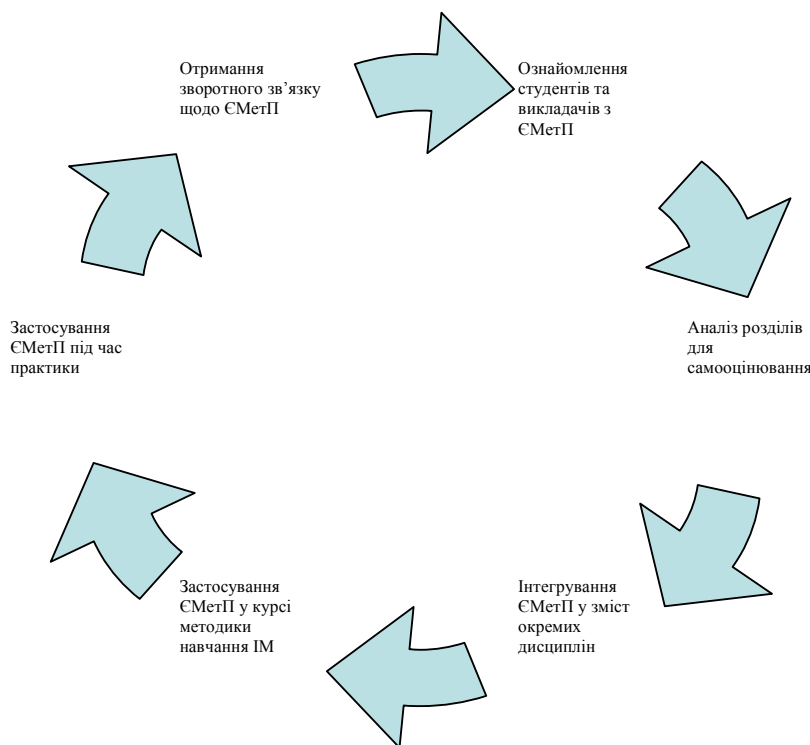 Отримання
зворотного зв’язку
щодо ЄМетП
Ознайомлення
студентів та
викладачів з
ЄМетП
Аналіз розділів
для
самооцінювання
Інтегрування
ЄМетП у зміст
окремих
дисциплін
Застосування
ЄМетП у курсі
методики
навчання ІМ
Застосування
ЄМетП під час
практики